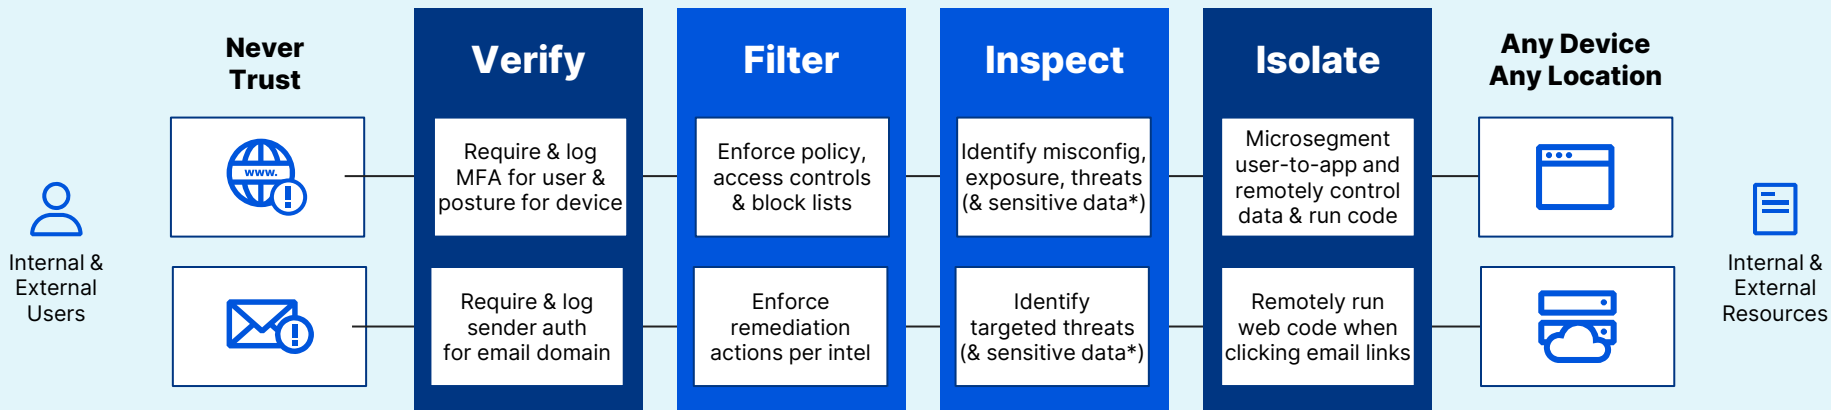 Never
Trust
Verify
Filter
Inspect
Isolate
Any Device
Any Location
Internal &
External
Users
www.
Require & log
MFA for user &
posture for device
Enforce policy,
access controls
& block lists
Identify misconfig,
exposure, threats
(& sensitive data*)
Microsegment
user-to-app and
remotely control
data & run code
Require & log
sender auth
for email domain
Enforce
remediation
actions per intel
Identify
targeted threats
(& sensitive data*)
Remotely run
web code when
clicking email links
Internal &
External
Resources